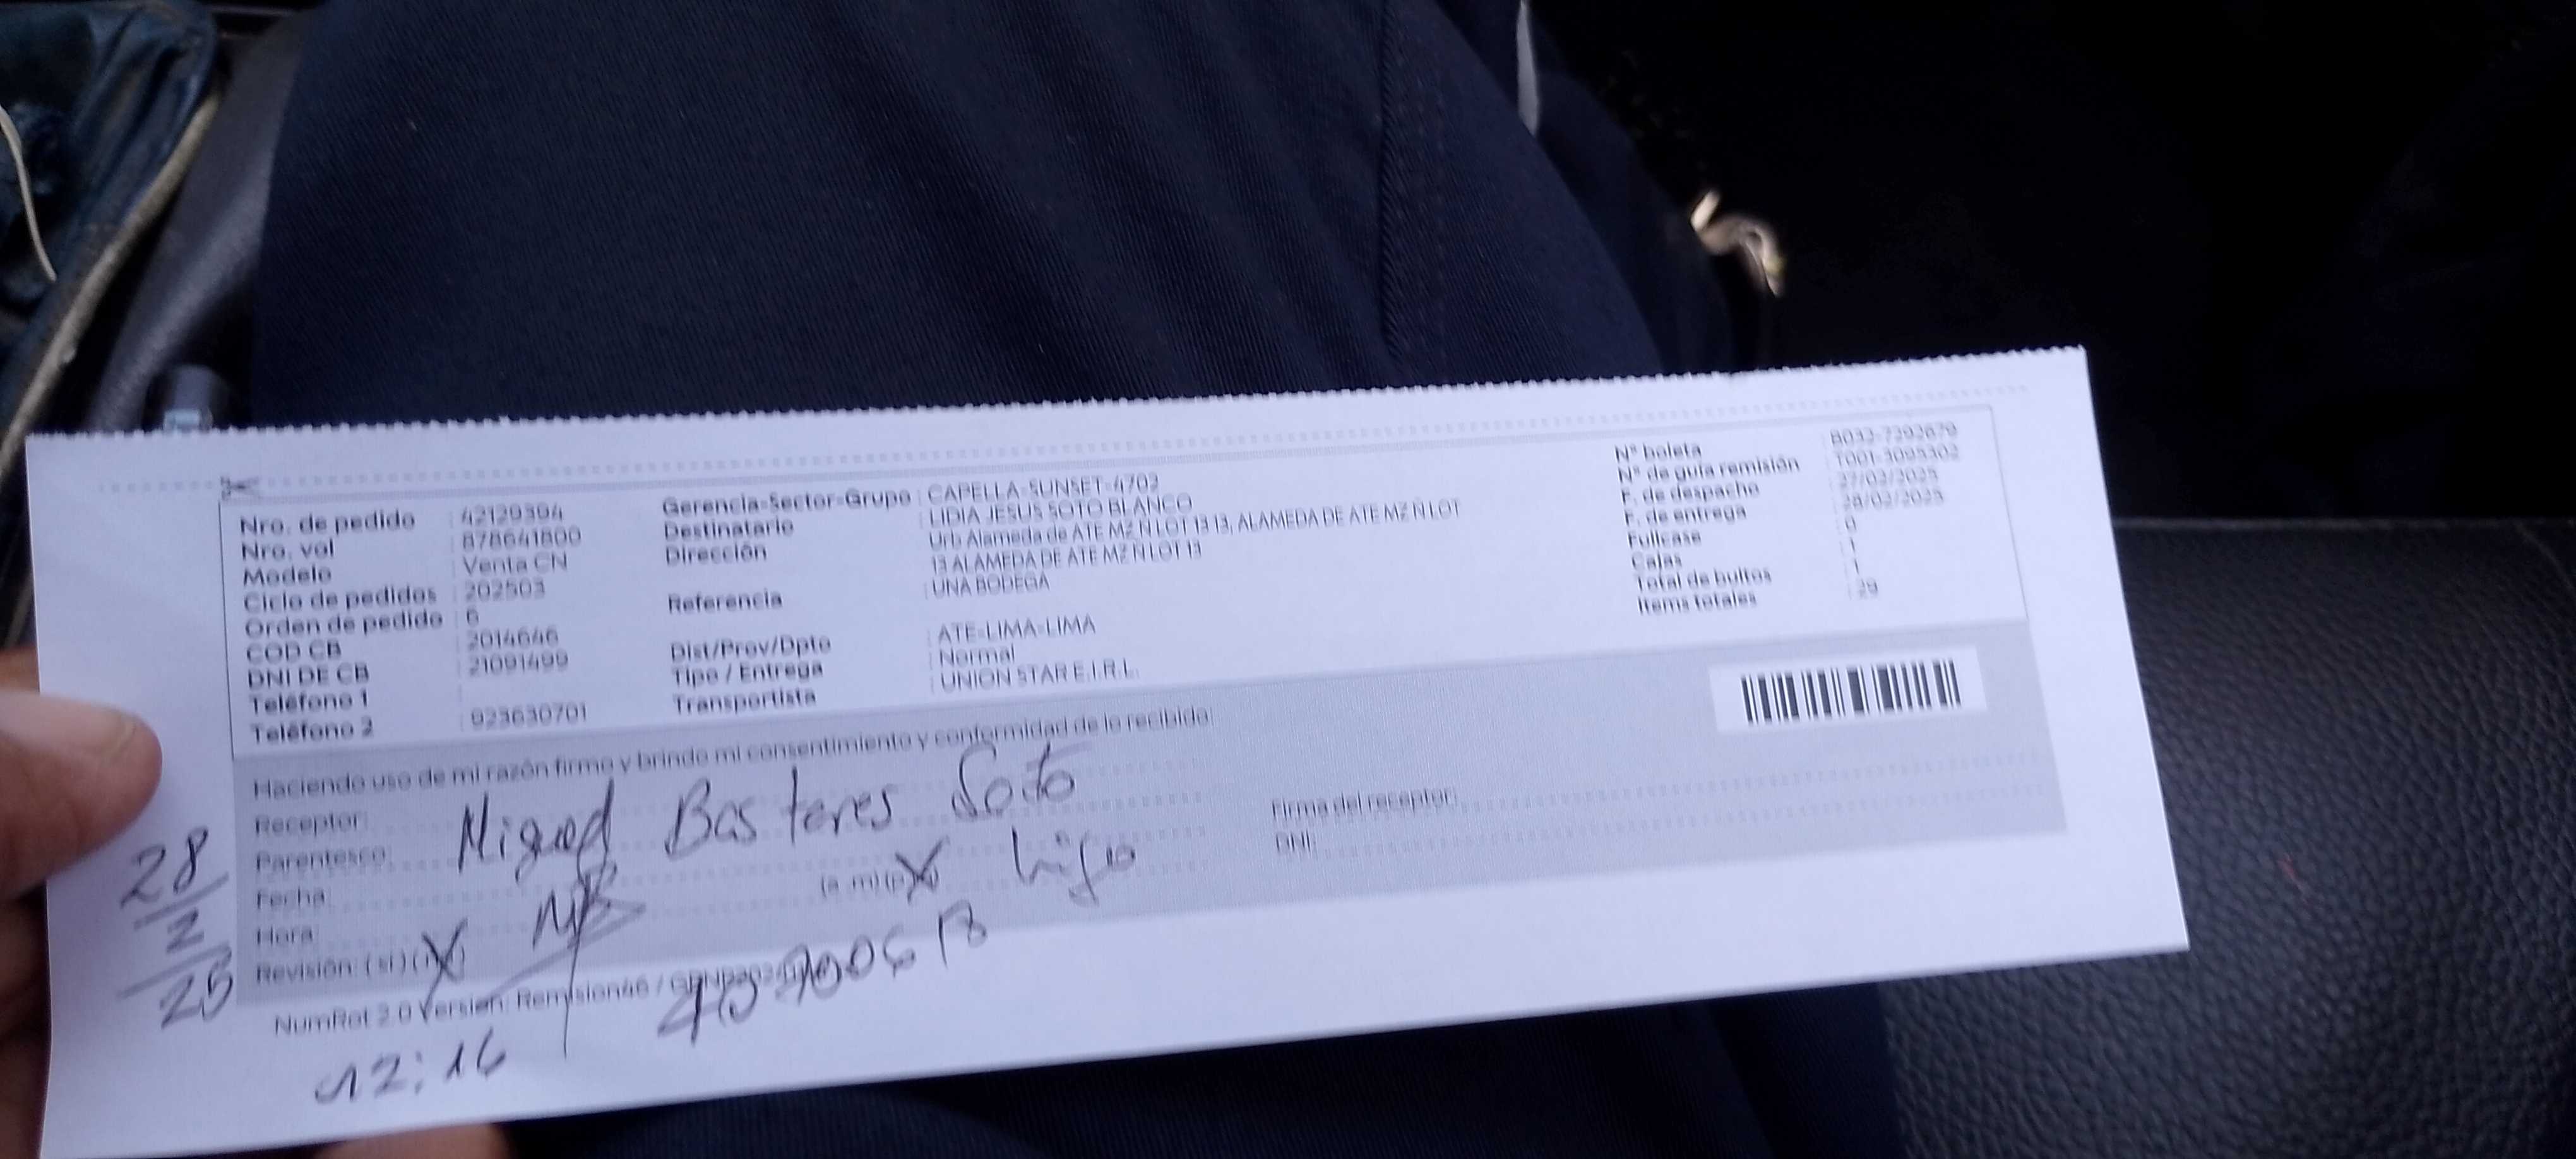 Nro. de pedido : 42129394
Nro. vol : 878641800
Modelo : Venta CN
Ciclo de pedidos : 202503
Orden de pedido : 6
COD CB : 2014646
DNI DE CB : 21091499
Teléfono 1
Teléfono 2 : 923630701
Gerencia-Sector-Grupo : CAPELLA-SUNSET-4702
Destinatario : LIDIA JESUS SOTO BLANCO
Dirección : Urb Alameda de ATE MZ Ñ LOT 13 13, ALAMEDA DE ATE MZ Ñ LOT
13 ALAMEDA DE ATE MZ Ñ LOT 13
Referencia : UNA BODEGA
Dist/Prov/Dpto : ATE-LIMA-LIMA
Tipo / Entrega : Normal
Transportista : UNION STAR E.I.R.L.
N° boleta : B032-7392679
N° de guía remisión : T001-3095302
F. de despacho : 27/02/2025
F. de entrega : 28/02/2025
Fullcase : 0
Cajas : 1
Total de bultos : 1
Items totales : 29
Haciendo uso de mi razón firmo y brindo mi consentimiento y conformidad de lo recibido:
Receptor: Miguel Basteres Soto
Parentesco: hijo
Fecha:
28/2/25
Hora: (a .m)(p
Revisión: ( si ) (
Firma del receptor:
DNI:
NumRot 2.0 Version: Remision46 /
12:16